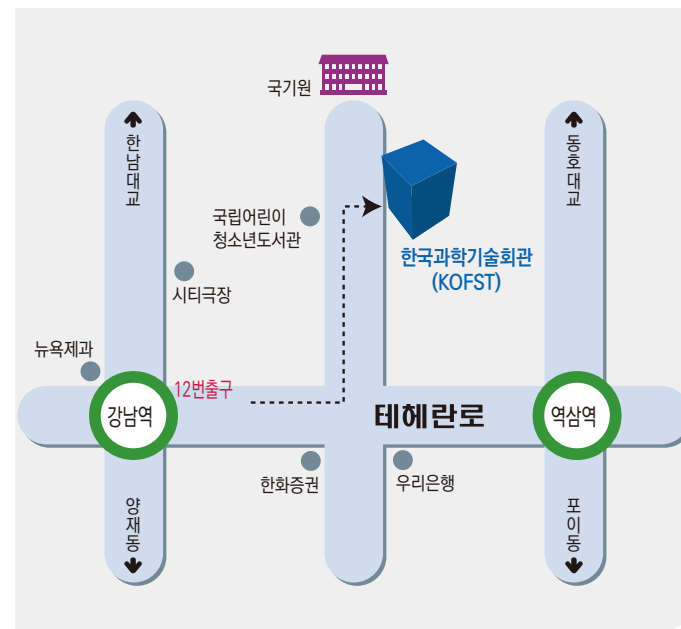 국기원
한남대교
동호대교
국립어린이
청소년도서관
한국과학기술회관
(KOFST)
시티극장
뉴욕제과
12번출구
강남역
테헤란로
역삼역
한화증권
우리은행
양재동
포이동